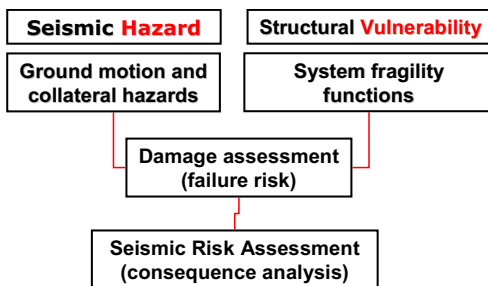 Seismic Hazard
Structural Vulnerability
Ground motion and
collateral hazards
System fragility
functions
Damage assessment
(failure risk)
Seismic Risk Assessment
(consequence analysis)